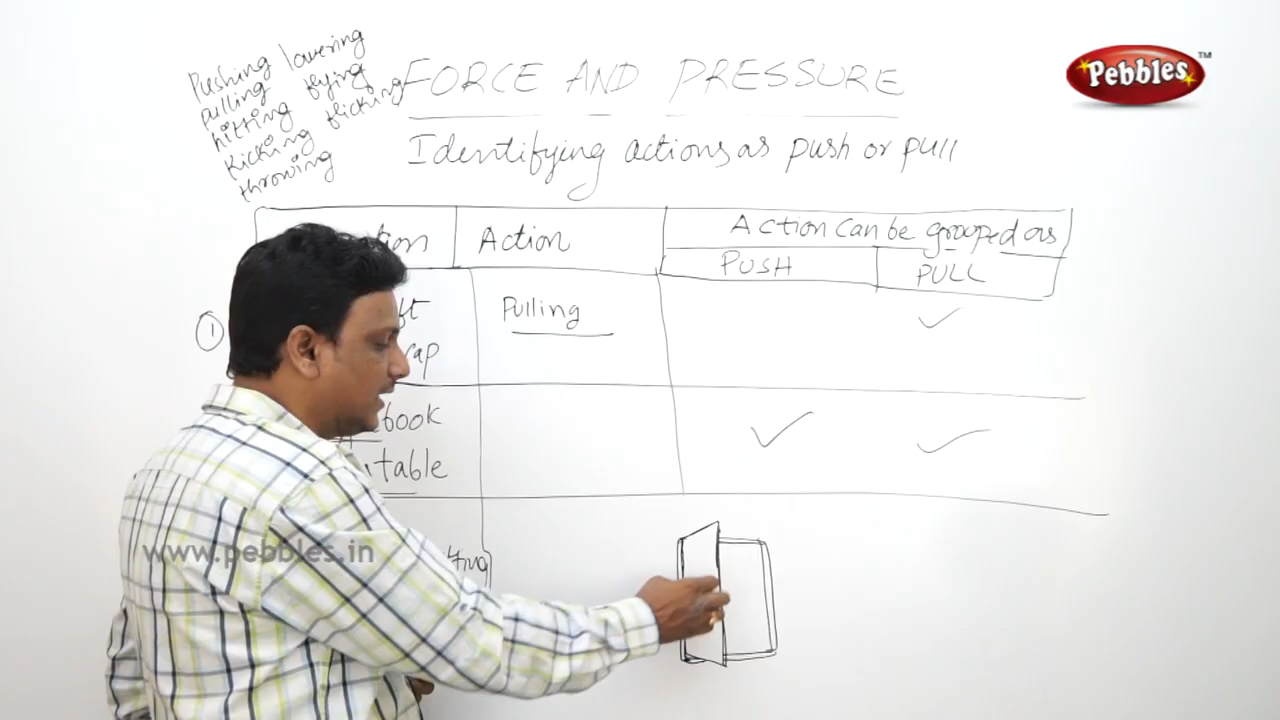 Pushing lowering
Pulling flying
hitting flicking
Kicking
throwing
FORCE AND PRESSURE
Pebbles™
Identifying actions as push or pull
Action
Action can be grouped as
PUSH
PULL
①
Pulling
book
table
www.pebbles.in